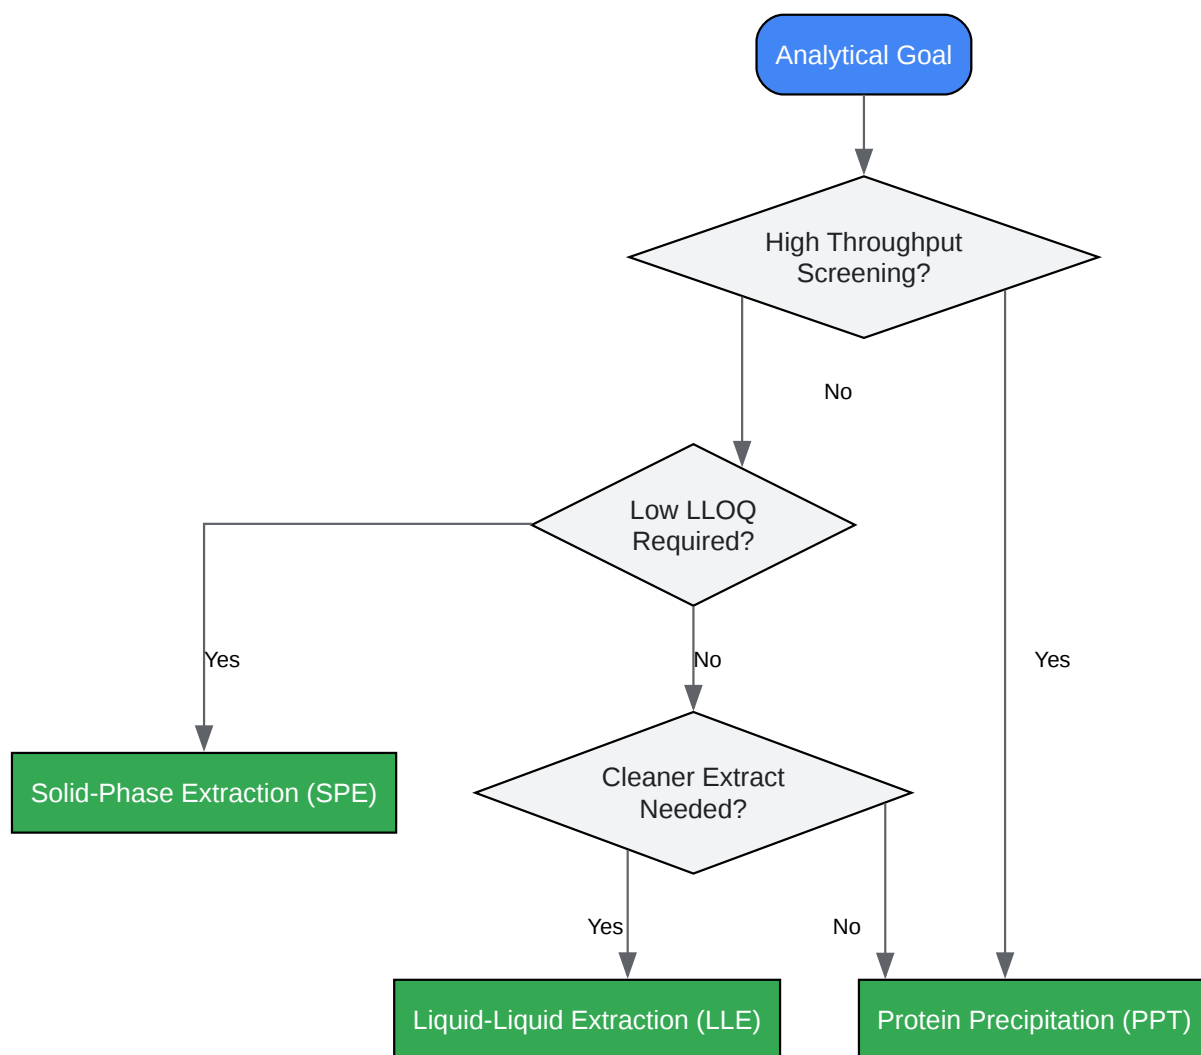 Analytical Goal
High Throughput
Screening?
No
Low LLOQ
Required?
Yes
No
Yes
Solid-Phase Extraction (SPE)
Cleaner Extract
Needed?
Yes
No
Liquid-Liquid Extraction (LLE)
Protein Precipitation (PPT)